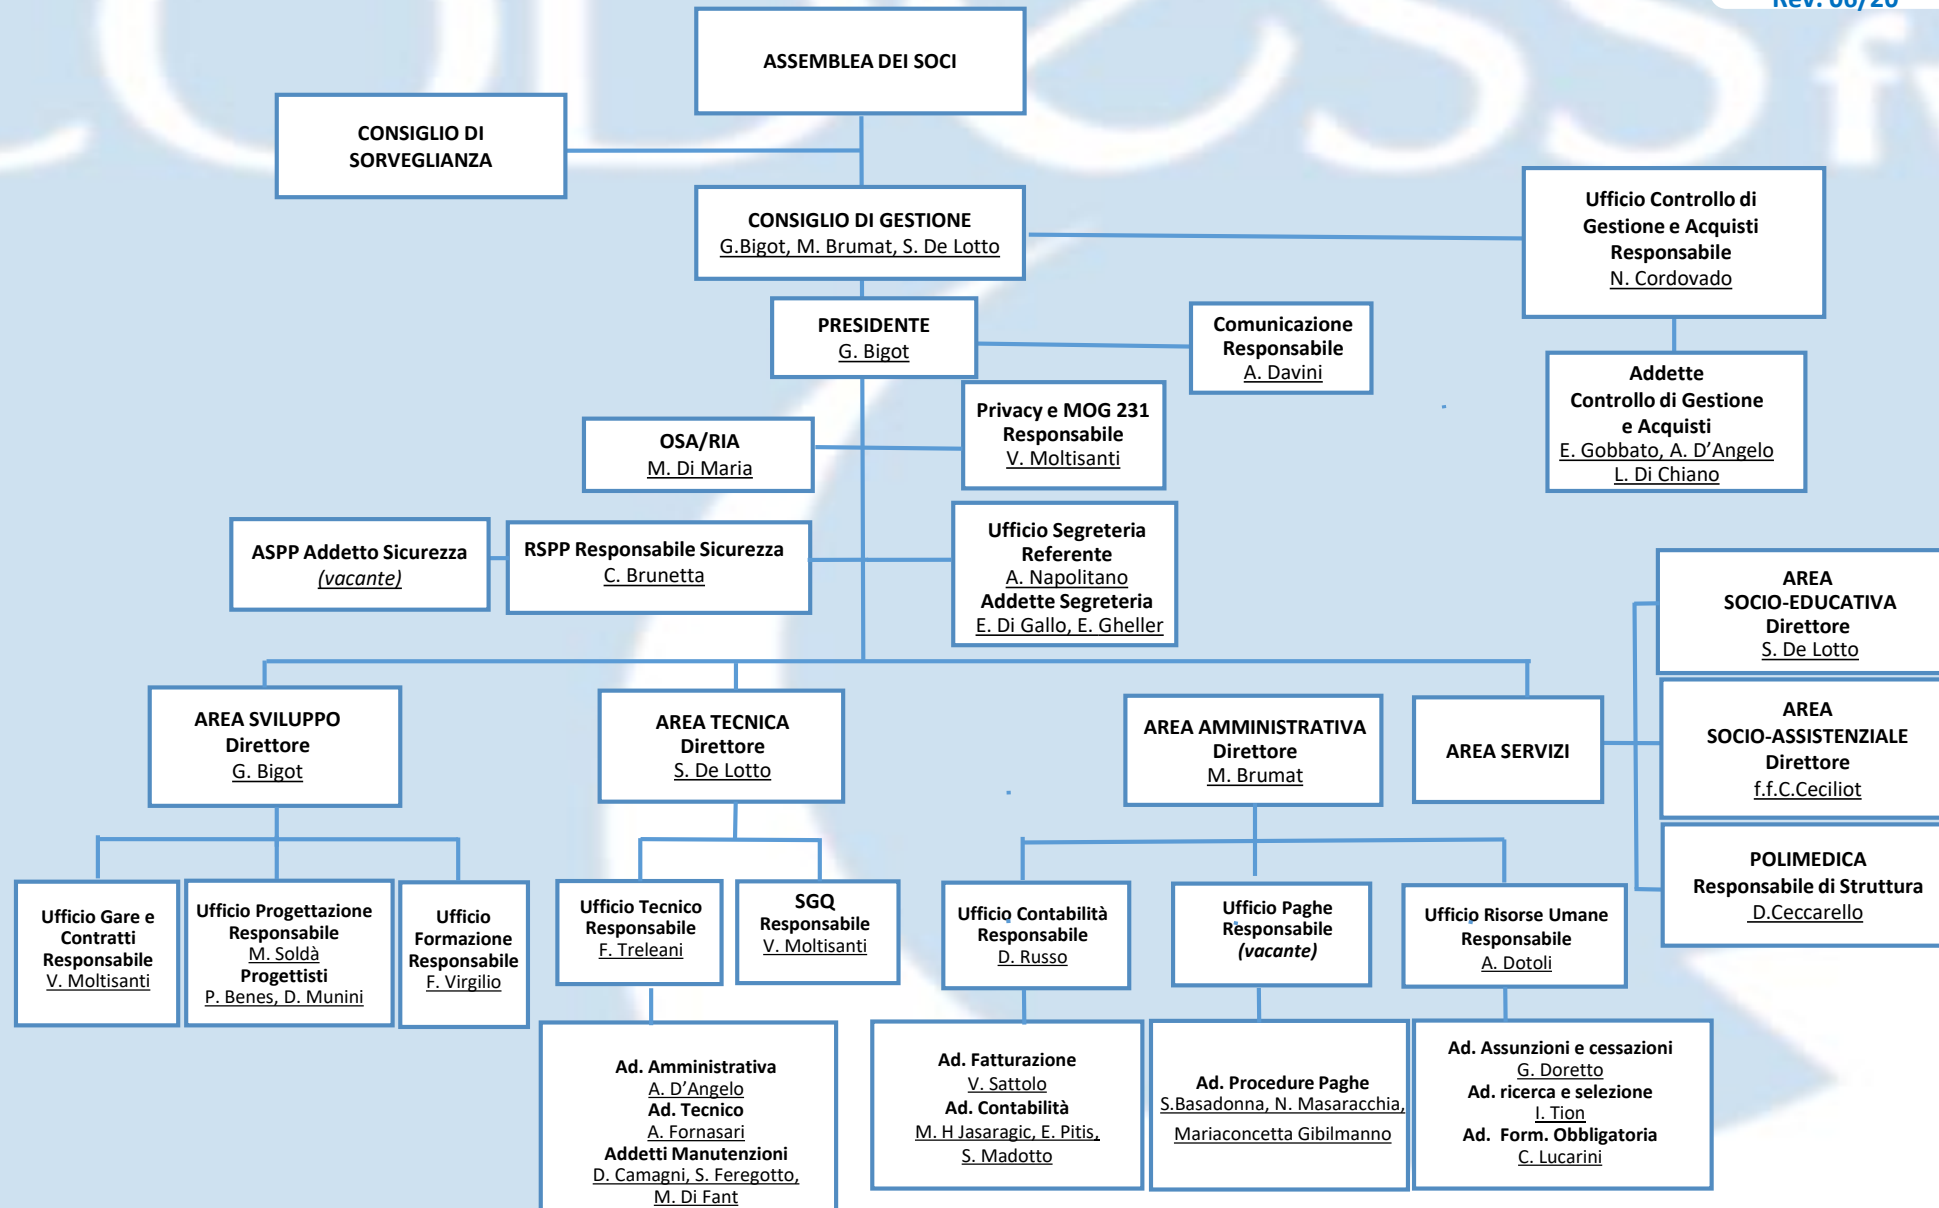 Rev. 06/20
ASSEMBLEA DEI SOCI
CONSIGLIO DI
SORVEGLIANZA
CONSIGLIO DI GESTIONE
G.Bigot, M. Brumat, S. De Lotto
Ufficio Controllo di
Gestione e Acquisti
Responsabile
N. Cordovado
PRESIDENTE
G. Bigot
Comunicazione
Responsabile
A. Davini
Addette
Controllo di Gestione
e Acquisti
E. Gobbato, A. D'Angelo
L. Di Chiano
OSA/RIA
M. Di Maria
Privacy e MOG 231
Responsabile
V. Moltisanti
ASPP Addetto Sicurezza
(vacante)
RSPP Responsabile Sicurezza
C. Brunetta
Ufficio Segreteria
Referente
A. Napolitano
Addette Segreteria
E. Di Gallo, E. Gheller
AREA SVILUPPO
Direttore
G. Bigot
AREA TECNICA
Direttore
S. De Lotto
AREA AMMINISTRATIVA
Direttore
M. Brumat
AREA SERVIZI
AREA
SOCIO-EDUCATIVA
Direttore
S. De Lotto
AREA
SOCIO-ASSISTENZIALE
Direttore
f.f.C.Ceciliot
POLIMEDICA
Responsabile di Struttura
D.Ceccarello
Ufficio Gare e
Contratti
Responsabile
V. Moltisanti
Ufficio Progettazione
Responsabile
M. Soldà
Progettisti
P. Benes, D. Munini
Ufficio
Formazione
Responsabile
F. Virgilio
Ufficio Tecnico
Responsabile
F. Treleani
SGQ
Responsabile
V. Moltisanti
Ufficio Contabilità
Responsabile
D. Russo
Ufficio Paghe
Responsabile
(vacante)
Ufficio Risorse Umane
Responsabile
A. Dotoli
Ad. Amministrativa
A. D'Angelo
Ad. Tecnico
A. Fornasari
Addetti Manutenzioni
D. Camagni, S. Feregotto,
M. Di Fant
Ad. Fatturazione
V. Sattolo
Ad. Contabilità
M. H Jasaragic, E. Pitis,
S. Madotto
Ad. Procedure Paghe
S.Basadonna, N. Masaracchia,
Mariaconcetta Gibilmanno
Ad. Assunzioni e cessazioni
G. Doretto
Ad. ricerca e selezione
I. Tion
Ad. Form. Obbligatoria
C. Lucarini